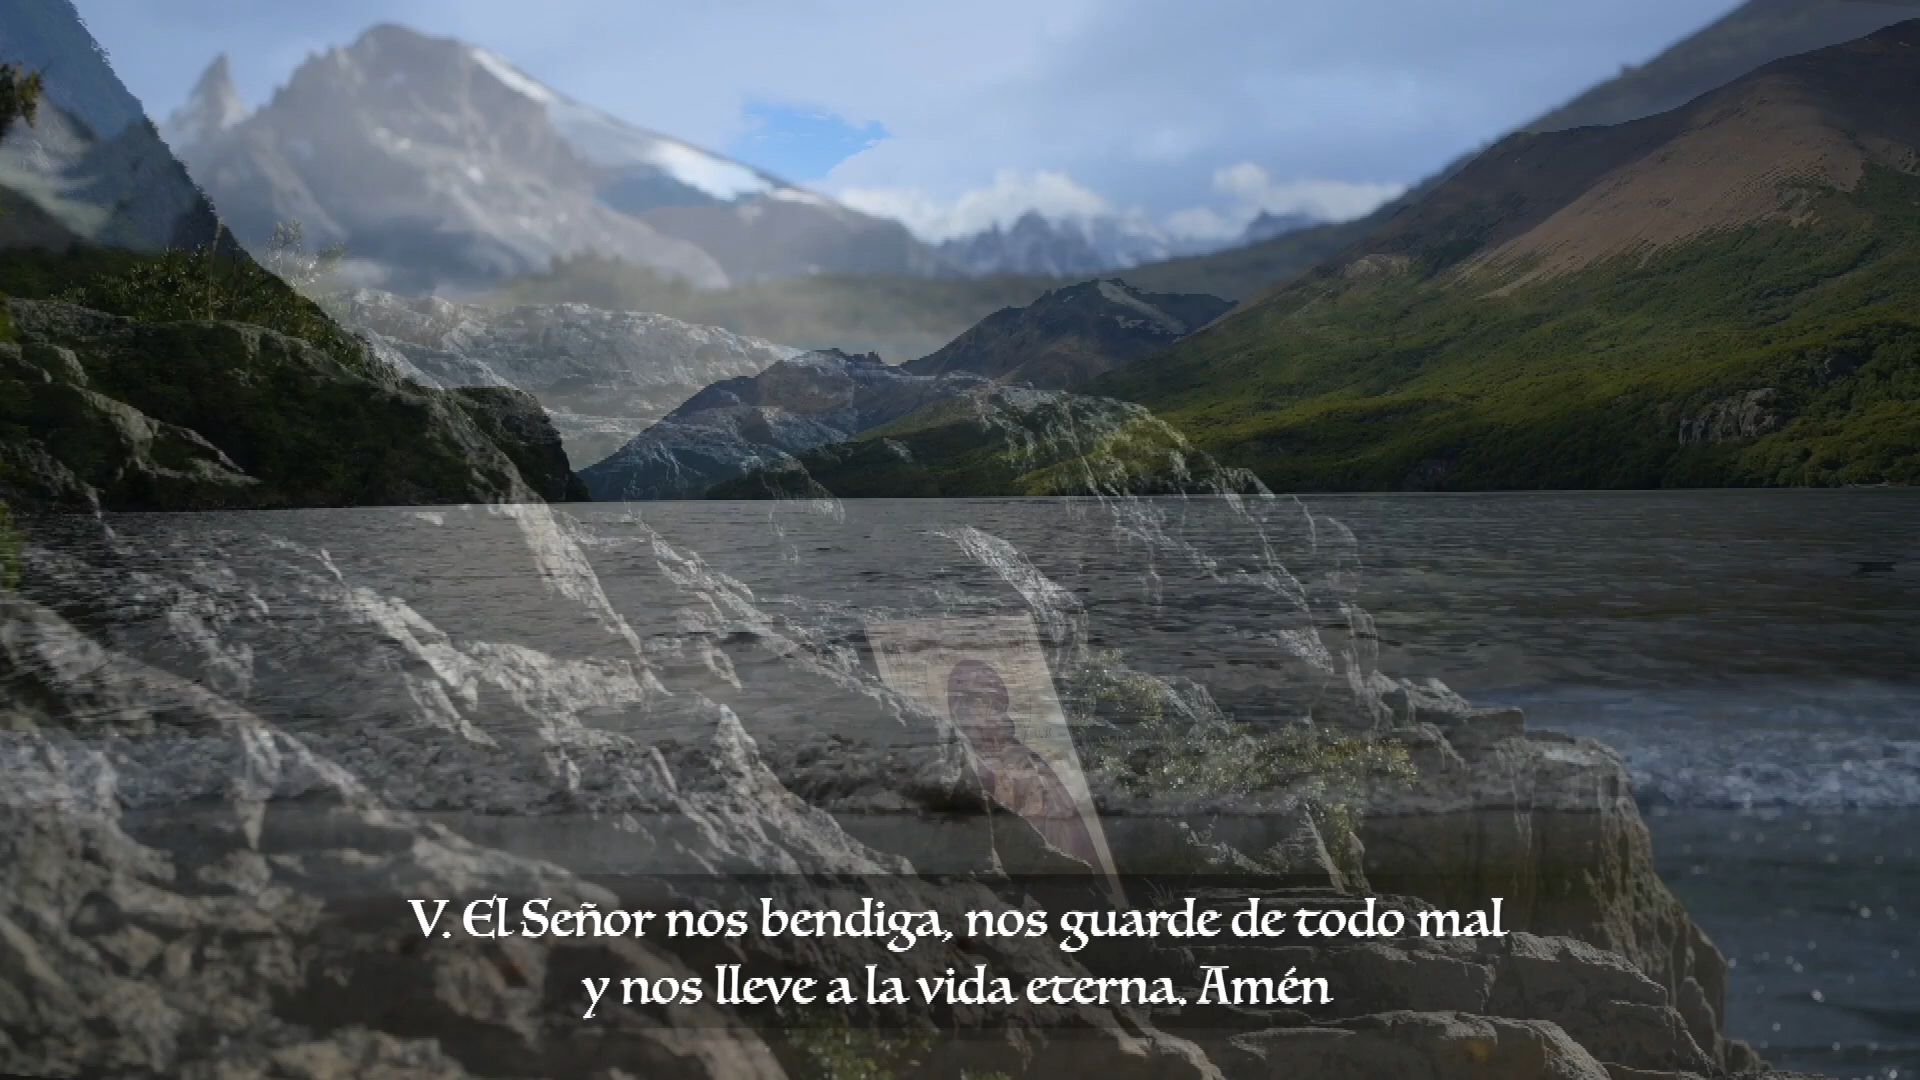 V. El Señor nos bendiga, nos guarde de todo mal
y nos lleve a la vida eterna. Amén